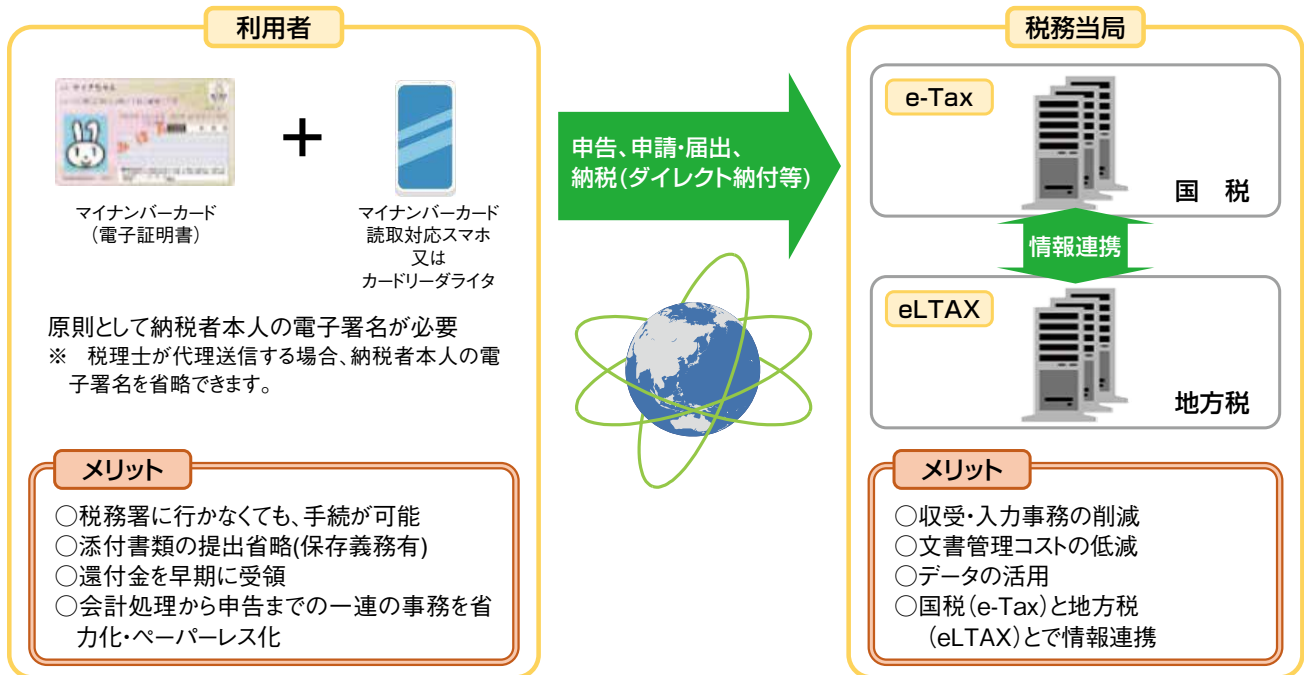 利用者
マイナンバーカード
（電子証明書）
＋
マイナンバーカード
読取対応スマホ
又は
カードリーダライタ
原則として納税者本人の電子署名が必要
※　税理士が代理送信する場合、納税者本人の電
子署名を省略できます。
メリット
○税務署に行かなくても、手続が可能
○添付書類の提出省略(保存義務有)
○還付金を早期に受領
○会計処理から申告までの一連の事務を省
力化・ペーパーレス化
申告、申請・届出、
納税(ダイレクト納付等)
税務当局
e-Tax
国　税
情報連携
eLTAX
地方税
メリット
○収受・入力事務の削減
○文書管理コストの低減
○データの活用
○国税（e-Tax）と地方税
（eLTAX）とで情報連携